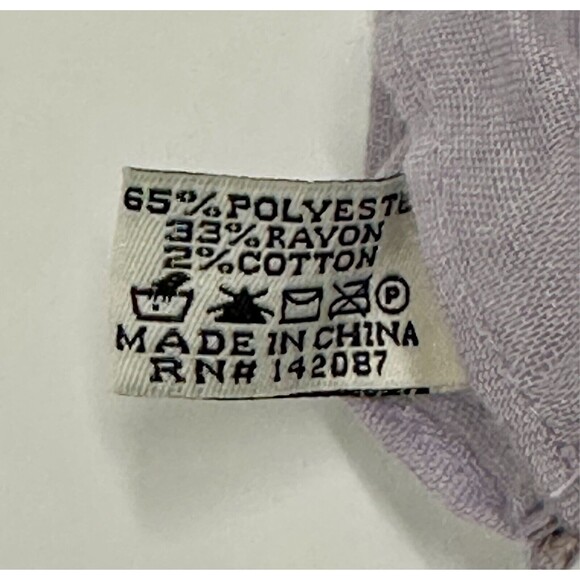 65% POLYESTE
33% RAYON
2% COTTON
P
MADE IN CHINA
RN# 142087